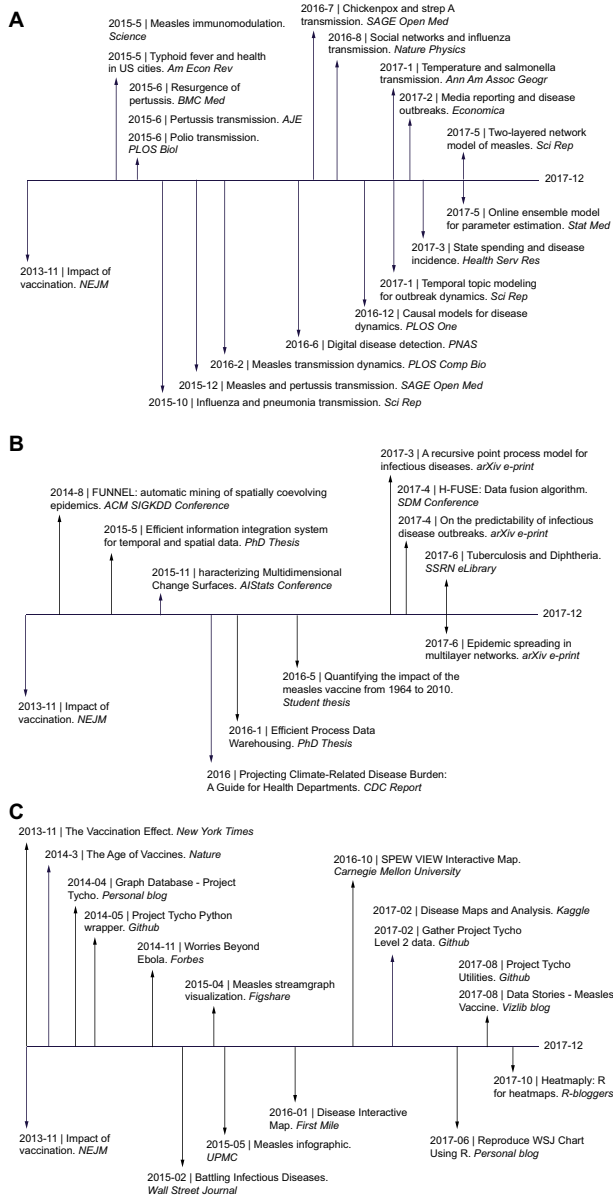 A
2016-7 | Chickenpox and strep A
transmission. SAGE Open Med
2015-5 | Measles immunomodulation.
Science
2016-8 | Social networks and influenza
transmission. Nature Physics
2015-5 | Typhoid fever and health
in US cities. Am Econ Rev
2017-1 | Temperature and salmonella
transmission. Ann Am Assoc Geogr
2015-6 | Resurgence of
pertussis. BMC Med
2017-2 | Media reporting and disease
outbreaks. Economica
2015-6 | Pertussis transmission. AJE
2015-6 | Polio transmission.
PLOS Biol
2017-5 | Two-layered network
model of measles. Sci Rep
2017-12
2017-5 | Online ensemble model
for parameter estimation. Stat Med
2017-3 | State spending and disease
incidence. Health Serv Res
2013-11 | Impact of
vaccination. NEJM
2017-1 | Temporal topic modeling
for outbreak dynamics. Sci Rep
2016-12 | Causal models for disease
dynamics. PLOS One
2016-6 | Digital disease detection. PNAS
2016-2 | Measles transmission dynamics. PLOS Comp Bio
2015-12 | Measles and pertussis transmission. SAGE Open Med
2015-10 | Influenza and pneumonia transmission. Sci Rep
B
2017-3 | A recursive point process model for
infectious diseases. arXiv e-print
2014-8 | FUNNEL: automatic mining of spatially coevolving
epidemics. ACM SIGKDD Conference
2017-4 | H-FUSE: Data fusion algorithm.
SDM Conference
2015-5 | Efficient information integration system
for temporal and spatial data. PhD Thesis
2017-4 | On the predictability of infectious
disease outbreaks. arXiv e-print
2017-6 | Tuberculosis and Diphtheria.
SSRN eLibrary
2015-11 | haracterizing Multidimensional
Change Surfaces. AIStats Conference
2017-12
2017-6 | Epidemic spreading in
multilayer networks. arXiv e-print
2016-5 | Quantifying the impact of the
measles vaccine from 1964 to 2010.
Student thesis
2013-11 | Impact of
vaccination. NEJM
2016-1 | Efficient Process Data
Warehousing. PhD Thesis
2016 | Projecting Climate-Related Disease Burden:
A Guide for Health Departments. CDC Report
C
2013-11 | The Vaccination Effect. New York Times
2014-3 | The Age of Vaccines. Nature
2016-10 | SPEW VIEW Interactive Map.
Carnegie Mellon University
2014-04 | Graph Database - Project
Tycho. Personal blog
2014-05 | Project Tycho Python
wrapper. Github
2017-02 | Disease Maps and Analysis. Kaggle
2017-02 | Gather Project Tycho
Level 2 data. Github
2014-11 | Worries Beyond
Ebola. Forbes
2017-08 | Project Tycho
Utilities. Github
2015-04 | Measles streamgraph
visualization. Figshare
2017-08 | Data Stories - Measles
Vaccine. Vizlib blog
2017-12
2017-10 | Heatmaply: R
for heatmaps. R-bloggers
2016-01 | Disease Interactive
Map. First Mile
2013-11 | Impact of
vaccination. NEJM
2015-05 | Measles infographic.
UPMC
2017-06 | Reproduce WSJ Chart
Using R. Personal blog
2015-02 | Battling Infectious Diseases.
Wall Street Journal